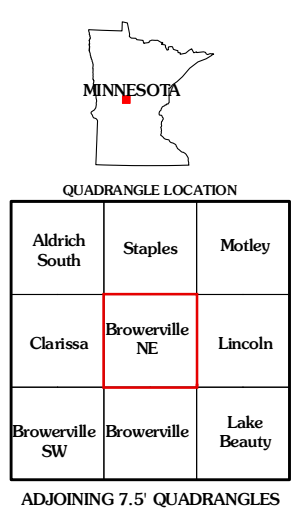 MINNESOTA
QUADRANGLE LOCATION
Aldrich
South
Staples
Motley
Clarissa
Browerville
NE
Lincoln
Browerville
SW
Browerville
Lake
Beauty
ADJOINING 7.5' QUADRANGLES